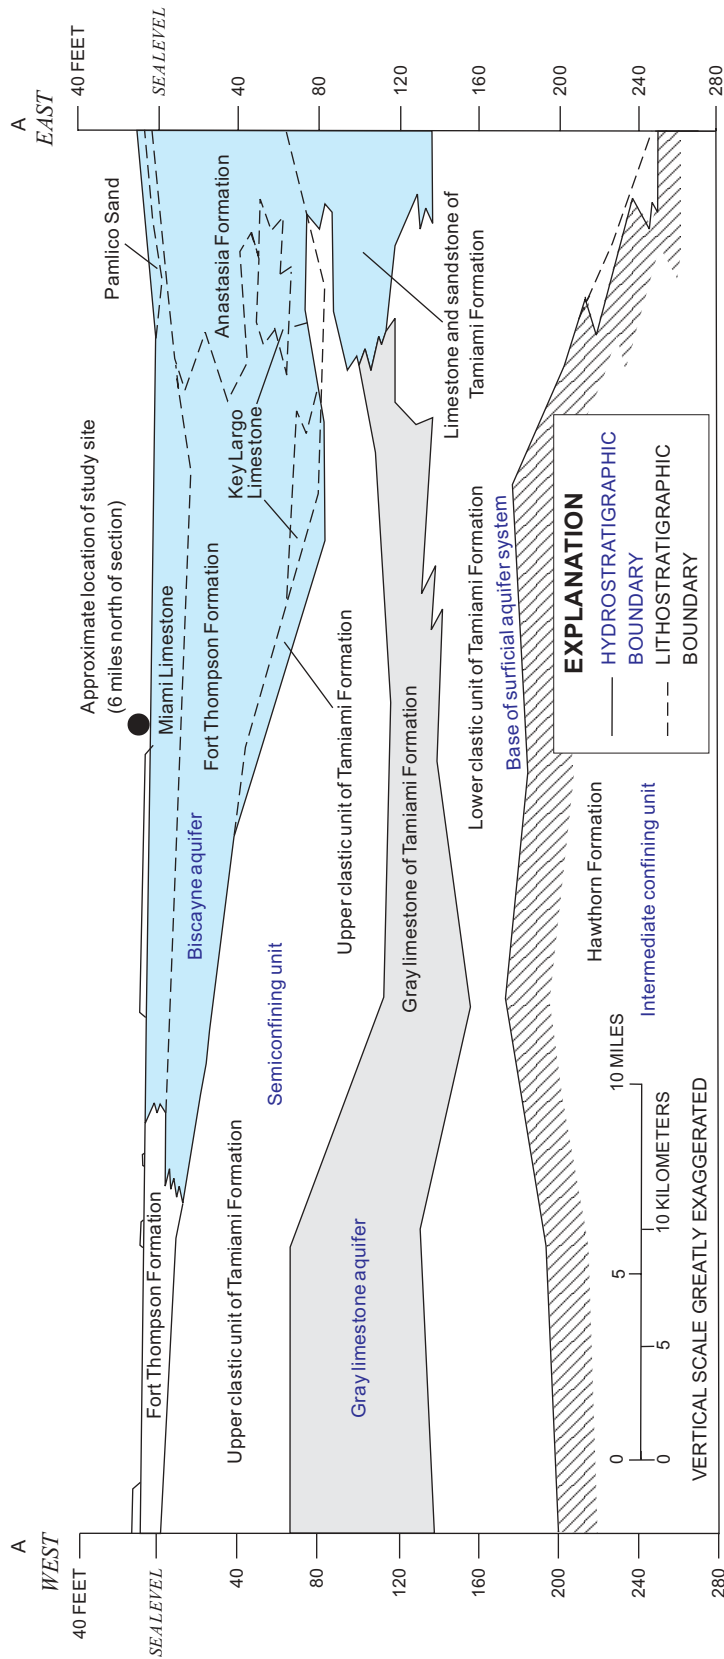 A
WEST
A
EAST
40 FEET
SEALEVEL
40
80
120
160
200
240
280
40 FEET
SEALEVEL
40
80
120
160
200
240
280
Approximate location of study site
(6 miles north of section)
Pamlico Sand
Fort Thompson Formation
Miami Limestone
Fort Thompson Formation
Anastasia Formation
Biscayne aquifer
Key Largo
Limestone
Upper clastic unit of Tamiami Formation
Semiconfining unit
Upper clastic unit of Tamiami Formation
Limestone and sandstone of
Tamiami Formation
Gray limestone aquifer
Gray limestone of Tamiami Formation
Lower clastic unit of Tamiami Formation
Base of surficial aquifer system
Hawthorn Formation
Intermediate confining unit
EXPLANATION
HYDROSTRATIGRAPHIC
BOUNDARY
LITHOSTRATIGRAPHIC
BOUNDARY
0
5
10 MILES
0
5
10 KILOMETERS
VERTICAL SCALE GREATLY EXAGGERATED